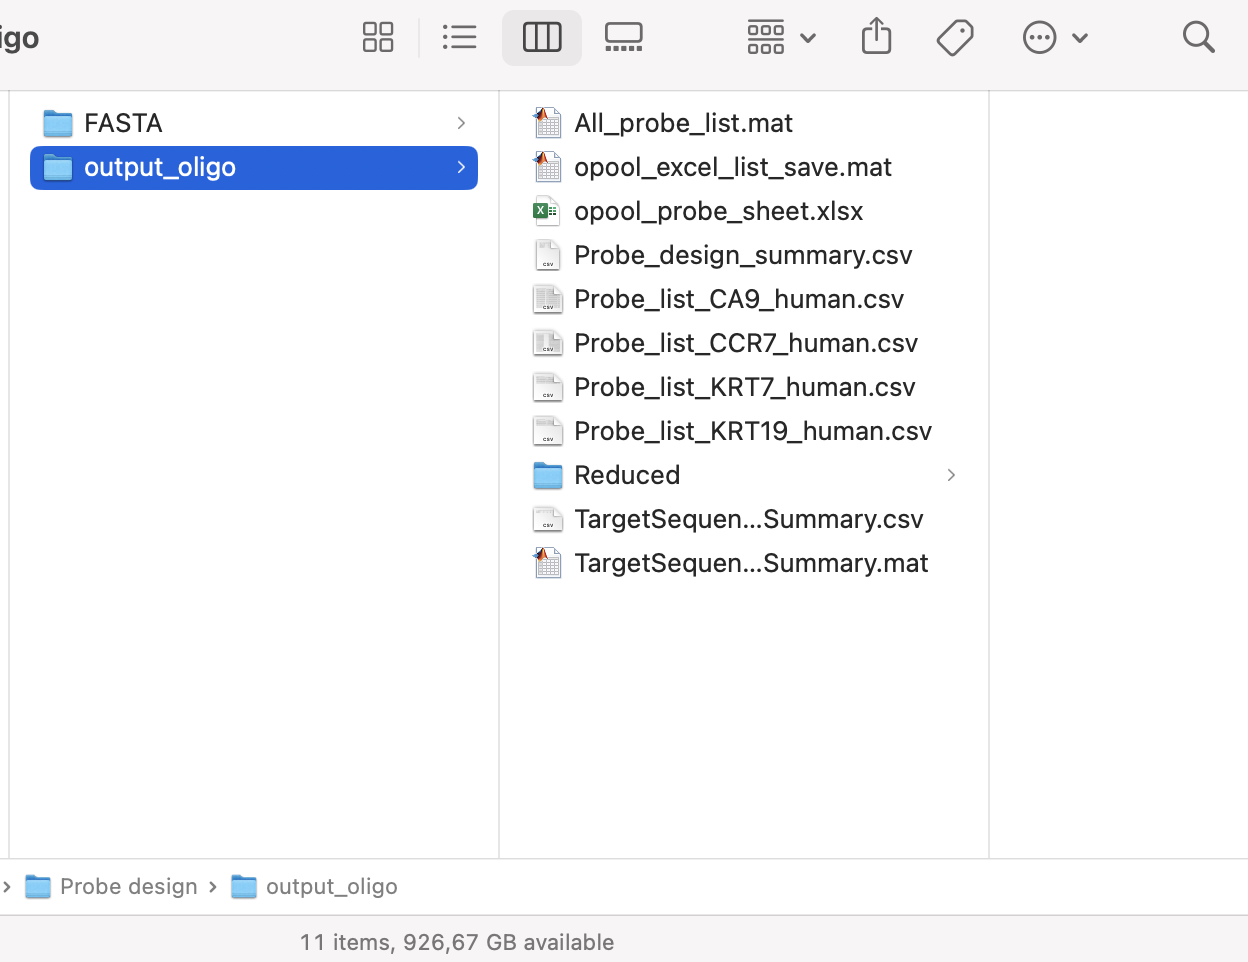 igo
FASTA
output_oligo
All_probe_list.mat
opool_excel_list_save.mat
opool_probe_sheet.xlsx
Probe_design_summary.csv
Probe_list_CA9_human.csv
Probe_list_CCR7_human.csv
Probe_list_KRT7_human.csv
Probe_list_KRT19_human.csv
Reduced
TargetSequen...Summary.csv
TargetSequen...Summary.mat
Probe design › output_oligo
11 items, 926,67 GB available